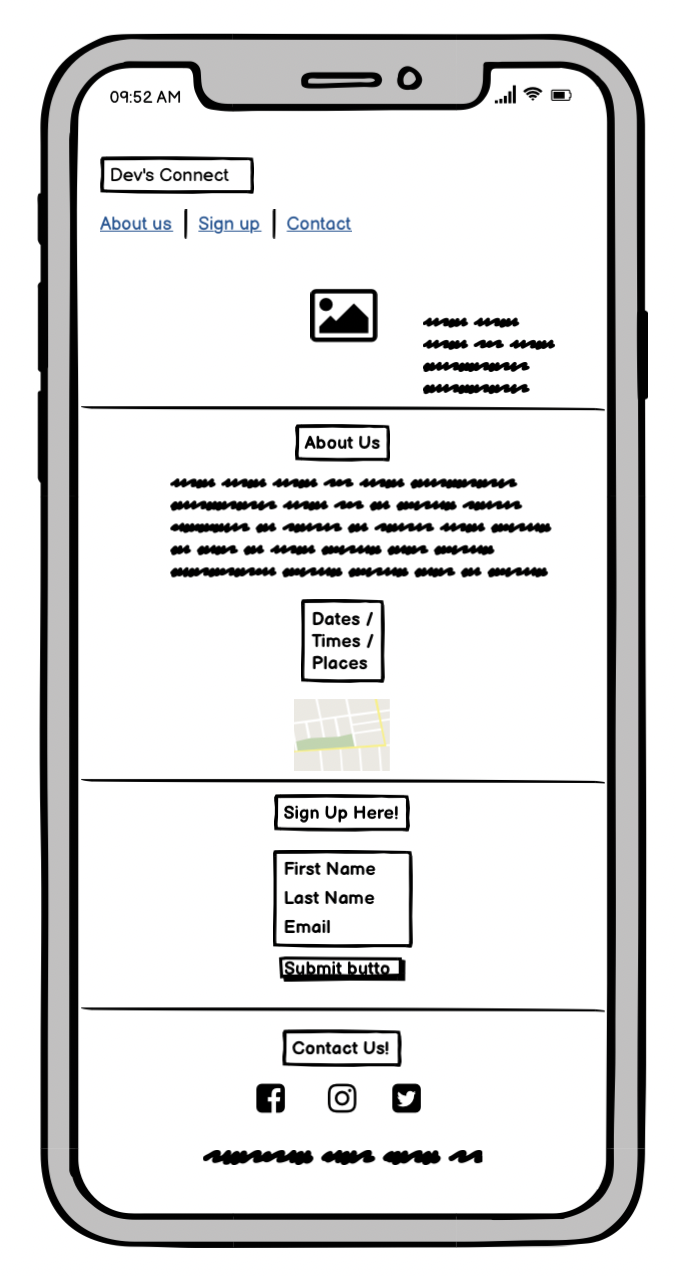 09:52 AM
Dev's Connect
About us | Sign up | Contact
About Us
Dates /
Times /
Places
Sign Up Here!
First Name
Last Name
Email
Submit butto
Contact Us!